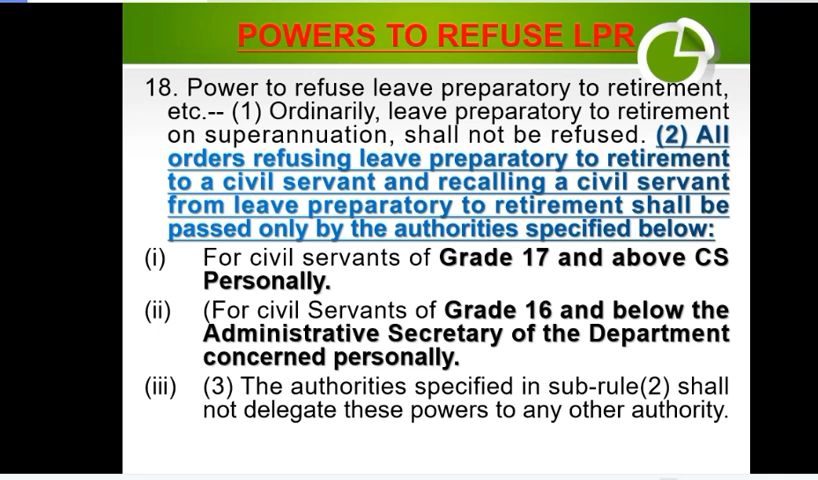 POWERS TO REFUSE LPR
18. Power to refuse leave preparatory to retirement,
etc.-- (1) Ordinarily, leave preparatory to retirement
on superannuation, shall not be refused. (2) All
orders refusing leave preparatory to retirement
to a civil servant and recalling a civil servant
from leave preparatory to retirement shall be
passed only by the authorities specified below:
(i) For civil servants of Grade 17 and above CS
Personally.
(ii) (For civil Servants of Grade 16 and below the
Administrative Secretary of the Department
concerned personally.
(iii) (3) The authorities specified in sub-rule(2) shall
not delegate these powers to any other authority.